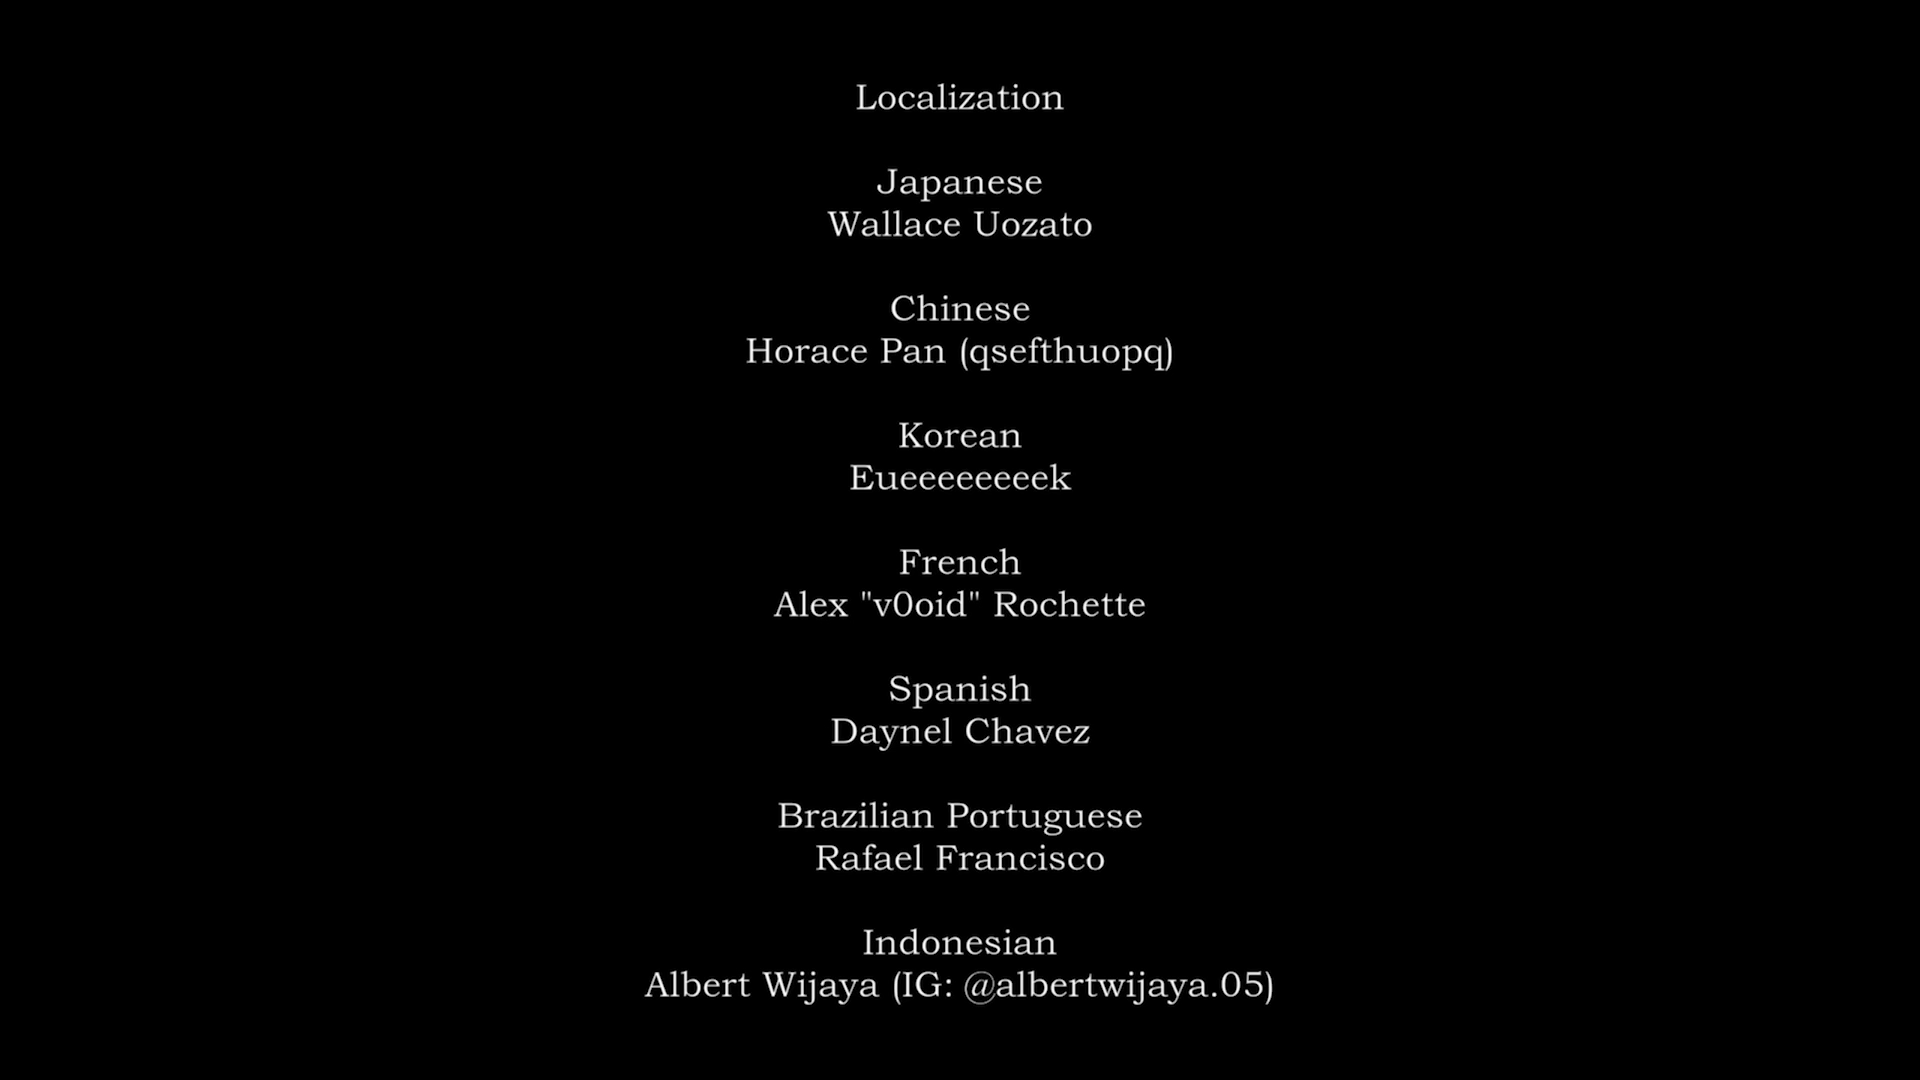 Localization
Japanese
Wallace Uozato
Chinese
Horace Pan (qsefthuopq)
Korean
Eueeeeeeeek
French
Alex "v0oid" Rochette
Spanish
Daynel Chavez
Brazilian Portuguese
Rafael Francisco
Indonesian
Albert Wijaya (IG: @albertwijaya.05)